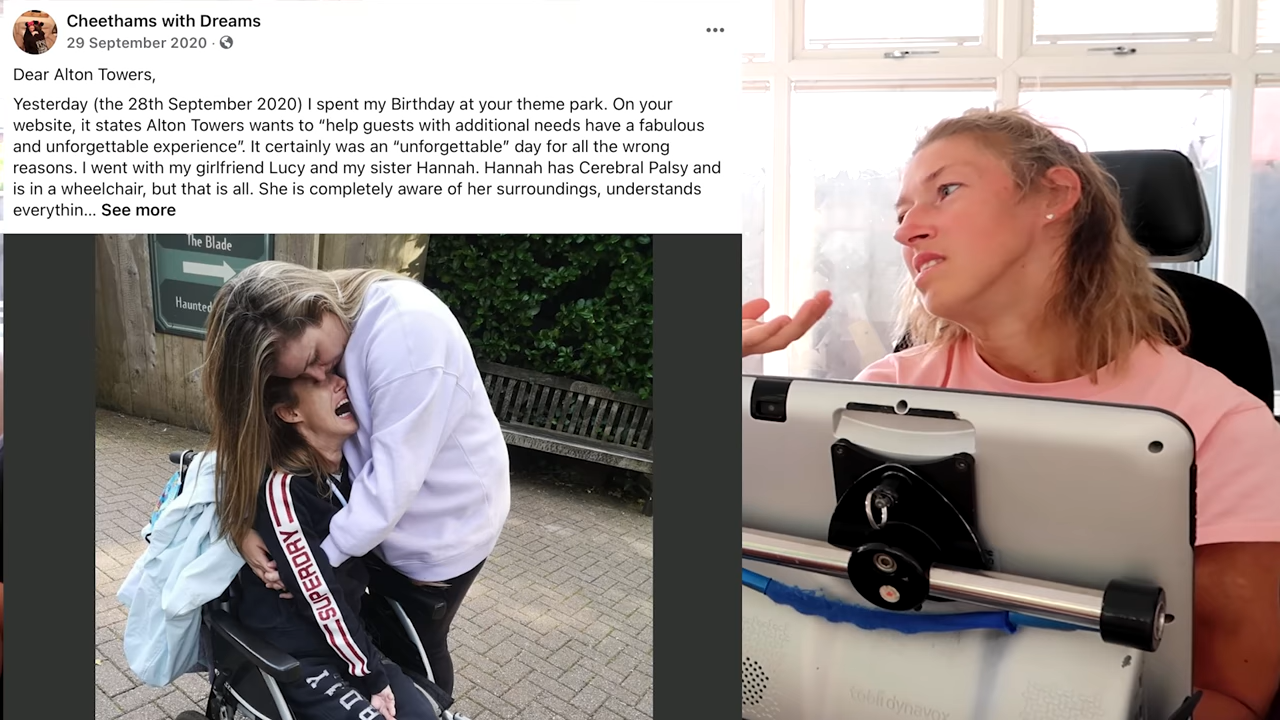 Cheethams with Dreams
29 September 2020 ·
Dear Alton Towers,
Yesterday (the 28th September 2020) I spent my Birthday at your theme park. On your
website, it states Alton Towers wants to “help guests with additional needs have a fabulous
and unforgettable experience”. It certainly was an “unforgettable” day for all the wrong
reasons. I went with my girlfriend Lucy and my sister Hannah. Hannah has Cerebral Palsy and
is in a wheelchair, but that is all. She is completely aware of her surroundings, understands
everythin... See more
The Blade
Haunted
SUPERDRY
tobii dynavox